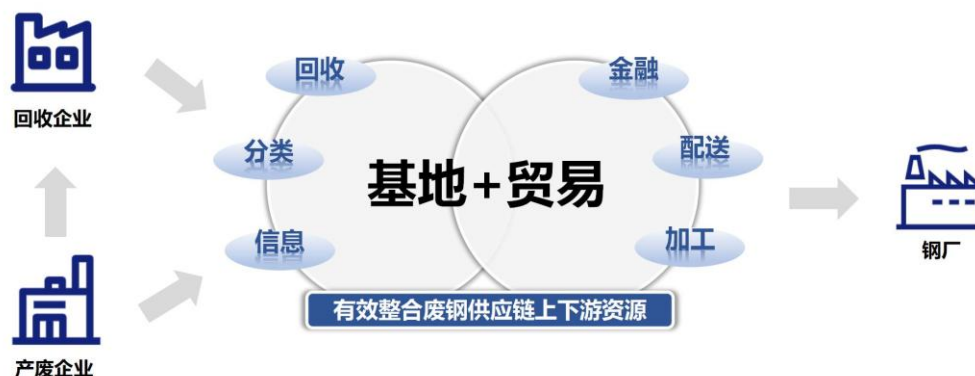 回收企业
产废企业
回收
分类
信息
基地+贸易
金融
配送
加工
有效整合废钢供应链上下游资源
钢厂